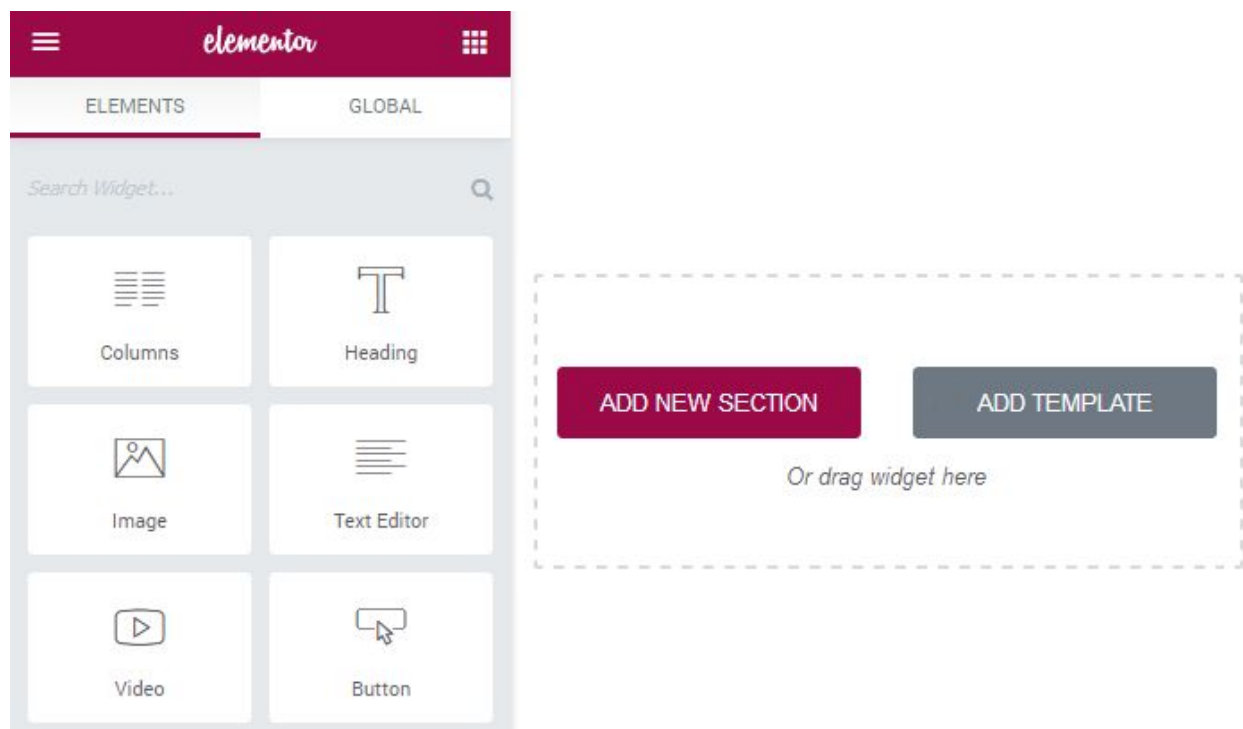 elementor
ELEMENTS GLOBAL
Search Widget...
Columns Heading
Image Text Editor
Video Button
ADD NEW SECTION ADD TEMPLATE
Or drag widget here